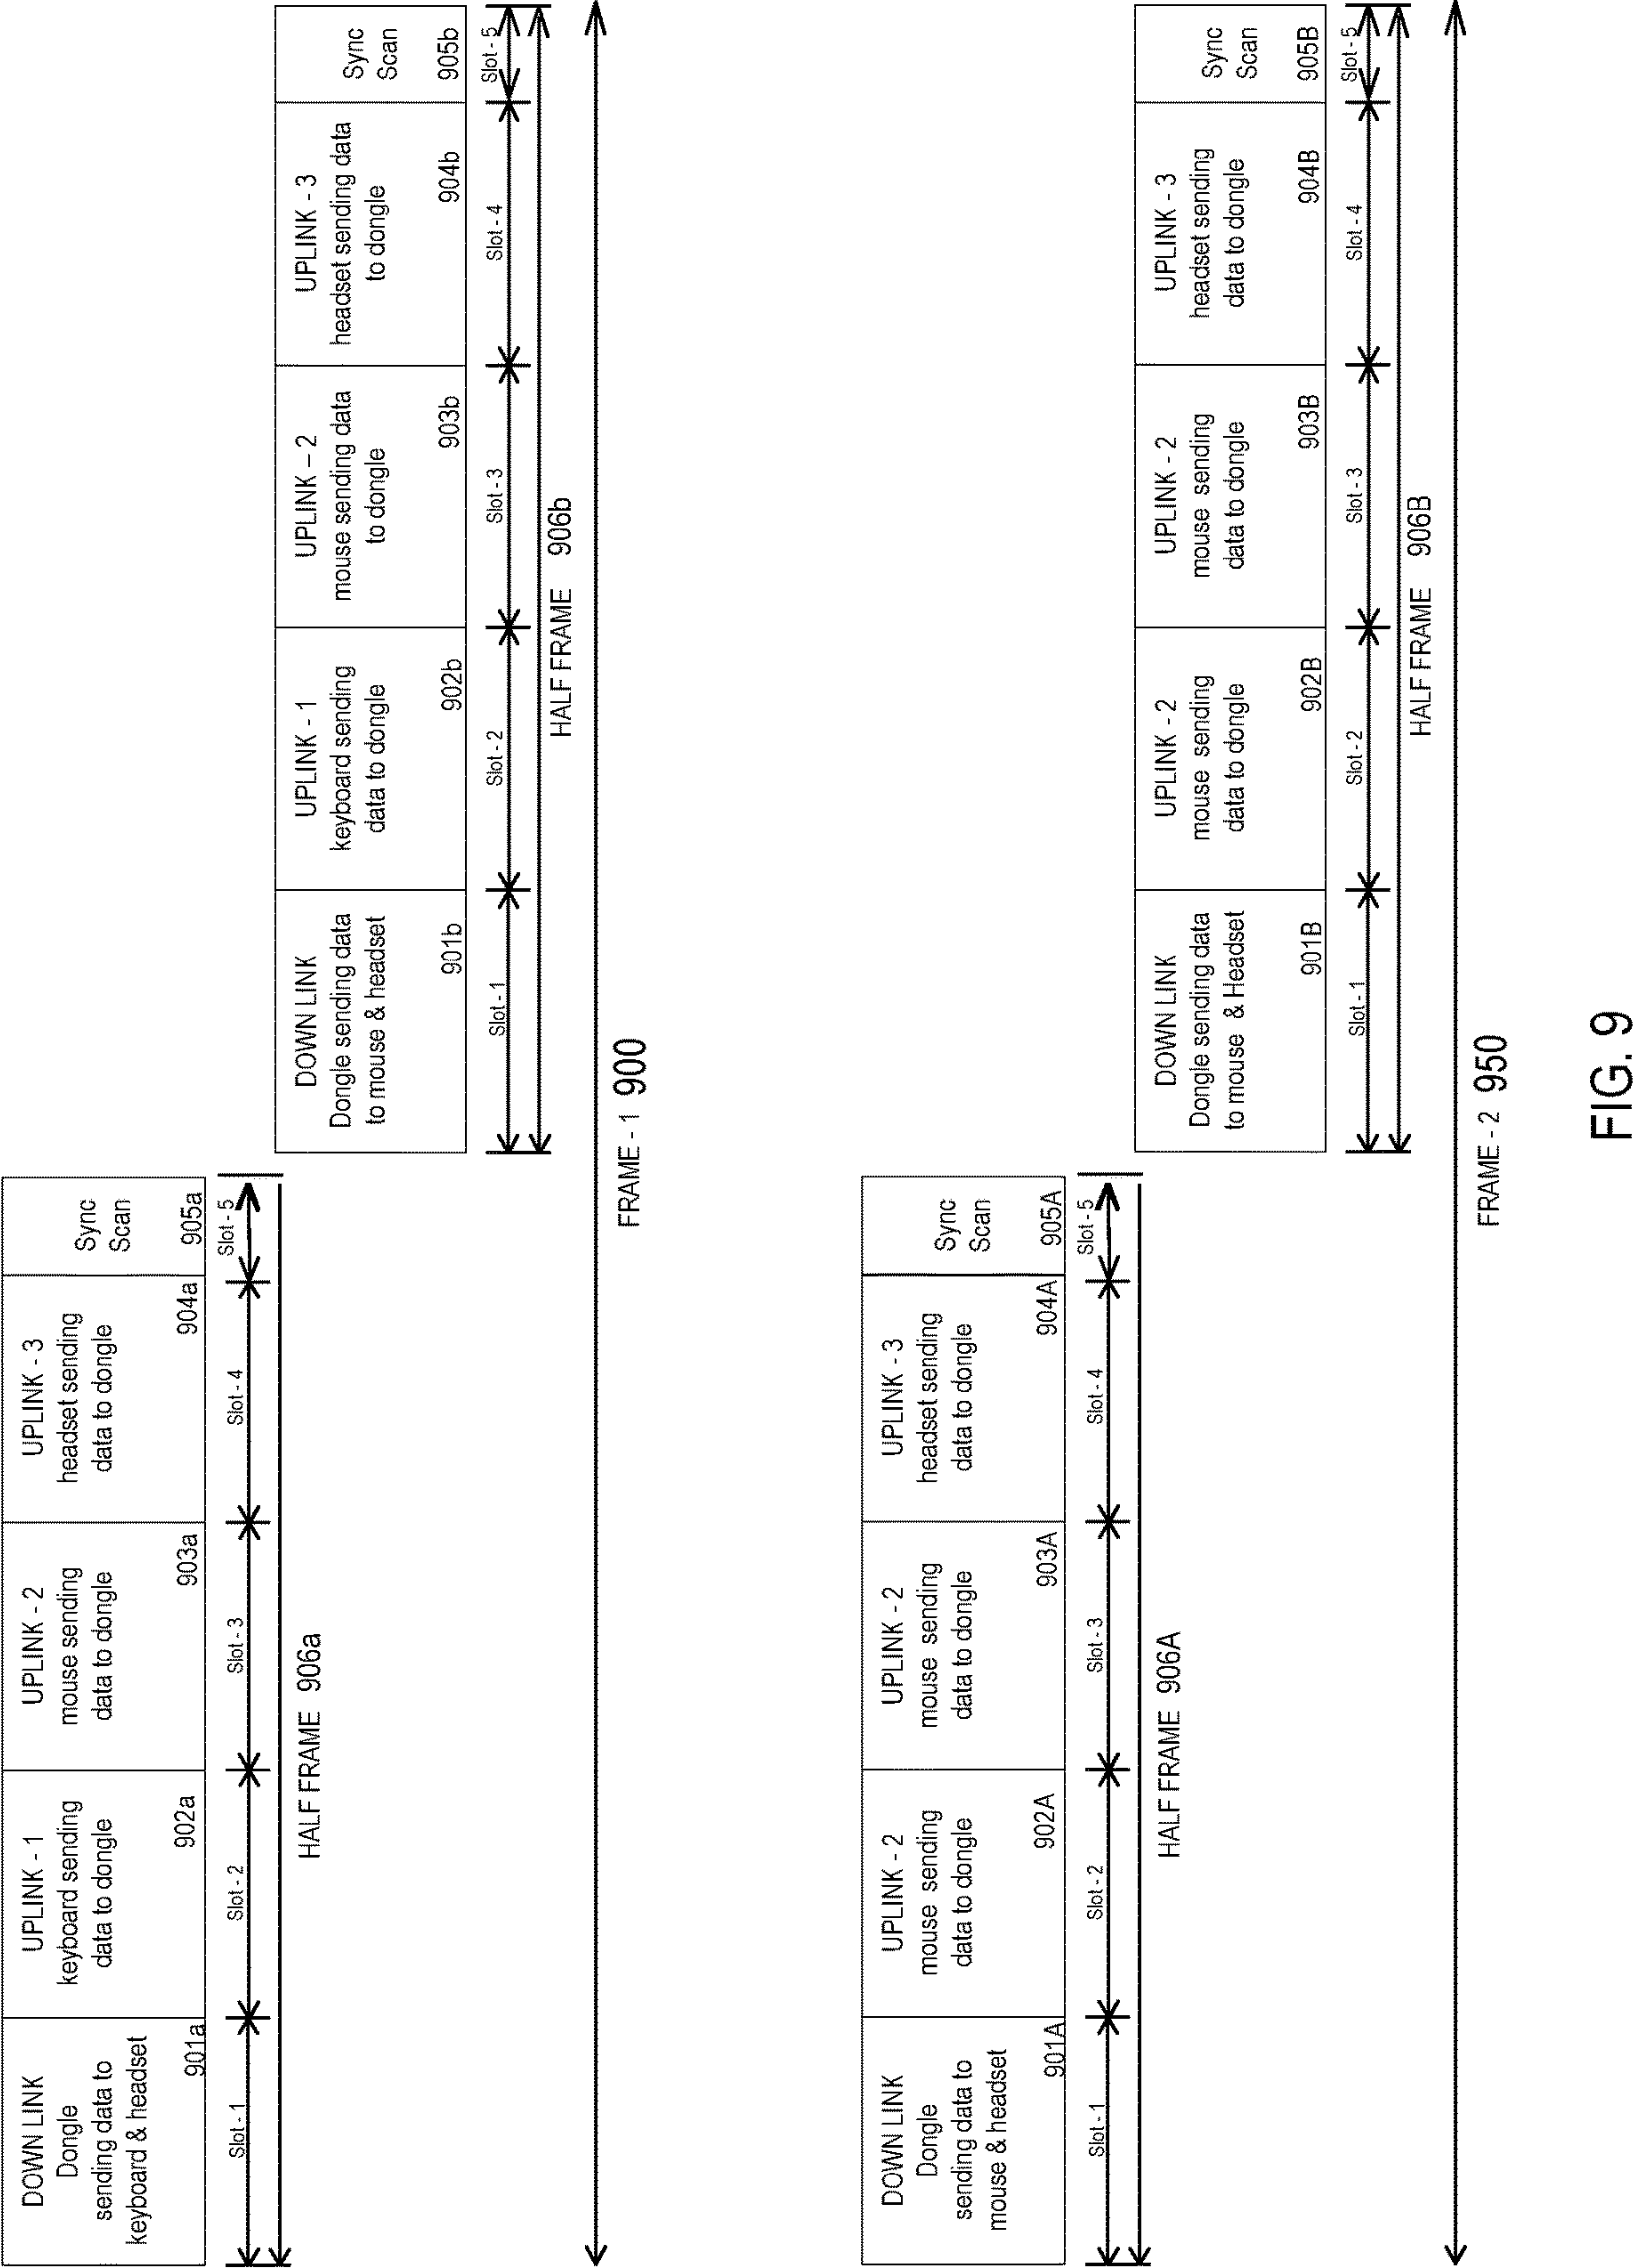 DOWN LINK
Dongle
sending data to
keyboard & headset
901a
UPLINK - 1
keyboard sending
data to dongle
902a
UPLINK - 2
mouse sending
data to dongle
903a
UPLINK - 3
headset sending
data to dongle
904a
Sync
Scan
905a
Slot - 1
Slot - 2
Slot - 3
Slot - 4
Slot - 5
HALF FRAME 906a
DOWN LINK
Dongle sending data
to mouse & headset
901b
UPLINK - 1
keyboard sending
data to dongle
902b
UPLINK – 2
mouse sending data
to dongle
903b
UPLINK - 3
headset sending data
to dongle
904b
Sync
Scan
905b
Slot - 1
Slot - 2
Slot - 3
Slot - 4
Slot - 5
HALF FRAME 906b
FRAME - 1 900
DOWN LINK
Dongle
sending data to
mouse & headset
901A
UPLINK - 2
mouse sending
data to dongle
902A
UPLINK - 2
mouse sending
data to dongle
903A
UPLINK - 3
headset sending
data to dongle
904A
Sync
Scan
905A
Slot - 1
Slot - 2
Slot - 3
Slot - 4
Slot - 5
HALF FRAME 906A
DOWN LINK
Dongle sending data
to mouse & Headset
901B
UPLINK - 2
mouse sending
data to dongle
902B
UPLINK - 2
mouse sending
data to dongle
903B
UPLINK - 3
headset sending
data to dongle
904B
Sync
Scan
905B
Slot - 1
Slot - 2
Slot - 3
Slot - 4
Slot - 5
HALF FRAME 906B
FRAME - 2 950
FIG. 9